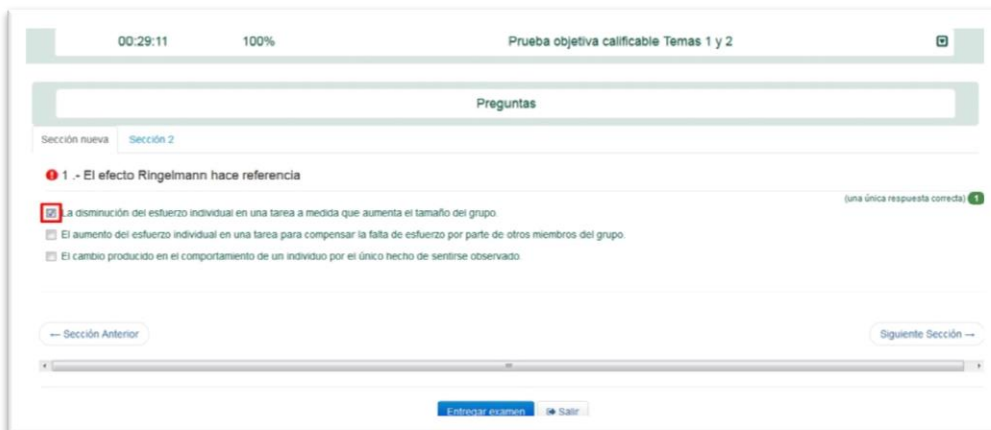 00:29:11 100% Prueba objetiva calificable Temas 1 y 2
Preguntas
Sección nueva Sección 2
1 .- El efecto Ringelmann hace referencia
(una única respuesta correcta) 1
La disminución del esfuerzo individual en una tarea a medida que aumenta el tamaño del grupo.
El aumento del esfuerzo individual en una tarea para compensar la falta de esfuerzo por parte de otros miembros del grupo.
El cambio producido en el comportamiento de un individuo por el único hecho de sentirse observado.
← Sección Anterior Siguiente Sección →
Entregar examen Salir